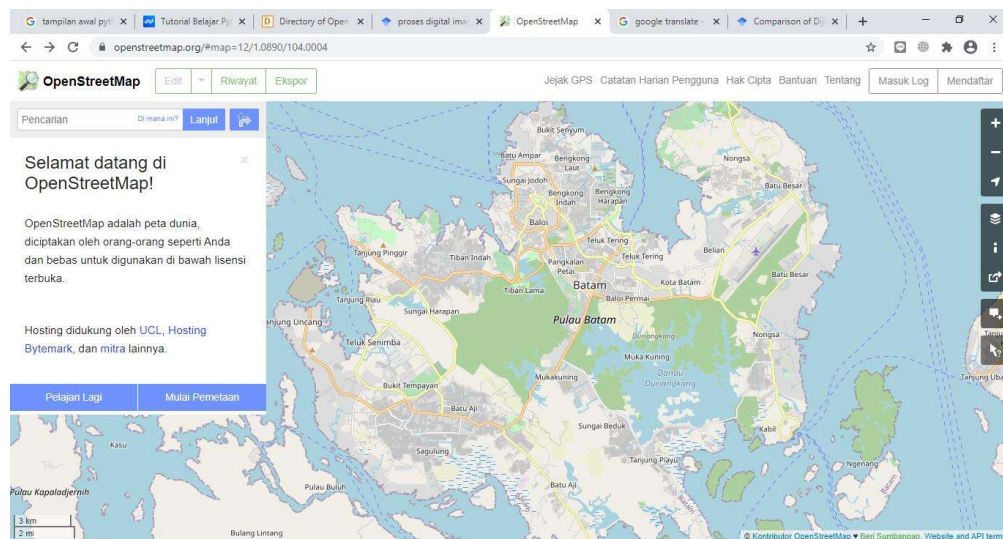 tampilan awal pyt
Tutorial Belajar Py
Directory of Open
proses digital imag
OpenStreetMap
google translate -
Comparison of Di
openstreetmap.org/#map=12/1.0890/104.0004
OpenStreetMap
Edit
Riwayat
Ekspor
Jejak GPS Catatan Harian Pengguna Hak Cipta Bantuan Tentang
Masuk Log
Mendaftar
Pencarian
Di mana ini?
Lanjut
Selamat datang di
OpenStreetMap!
OpenStreetMap adalah peta dunia,
diciptakan oleh orang-orang seperti Anda
dan bebas untuk digunakan di bawah lisensi
terbuka.
Hosting didukung oleh UCL, Hosting
Bytemark, dan mitra lainnya.
Pelajari Lagi
Mulai Pemetaan
Bukit Senyum
Batu Ampar
Bengkong
Laut
Nongsa
Sungai Jodoh
Batu Besar
Bengkong
Indah
Bengkong
Harapan
Baloi
Teluk Tering
Tanjung Pinggir
Tiban Indah
Pangkalan
Petai
Teluk Tering
Belian
Batu Besar
Tiban Lama
Batam
Kota Batam
Baloi Permai
Tanjung Riau
Sungai Harapan
Pulau Batam
anjung Uncang
Duriangkang
Nongsa
Teluk Senimba
Muka Kuning
Danau
Duriangkang
Mukakuning
Bukit Tempayan
Tanjung Uba
Batu Aji
Sungai Beduk
Kabil
Kasu
Sagulung
Tanjung Piayu
Ngenang
Batu Aji
Pulau Buluh
Pulau Kapaladjernih
Batam
Bulang Lintang
3 km
2 mi
© Kontributor OpenStreetMap ♥ Beri Sumbangan. Website and API term